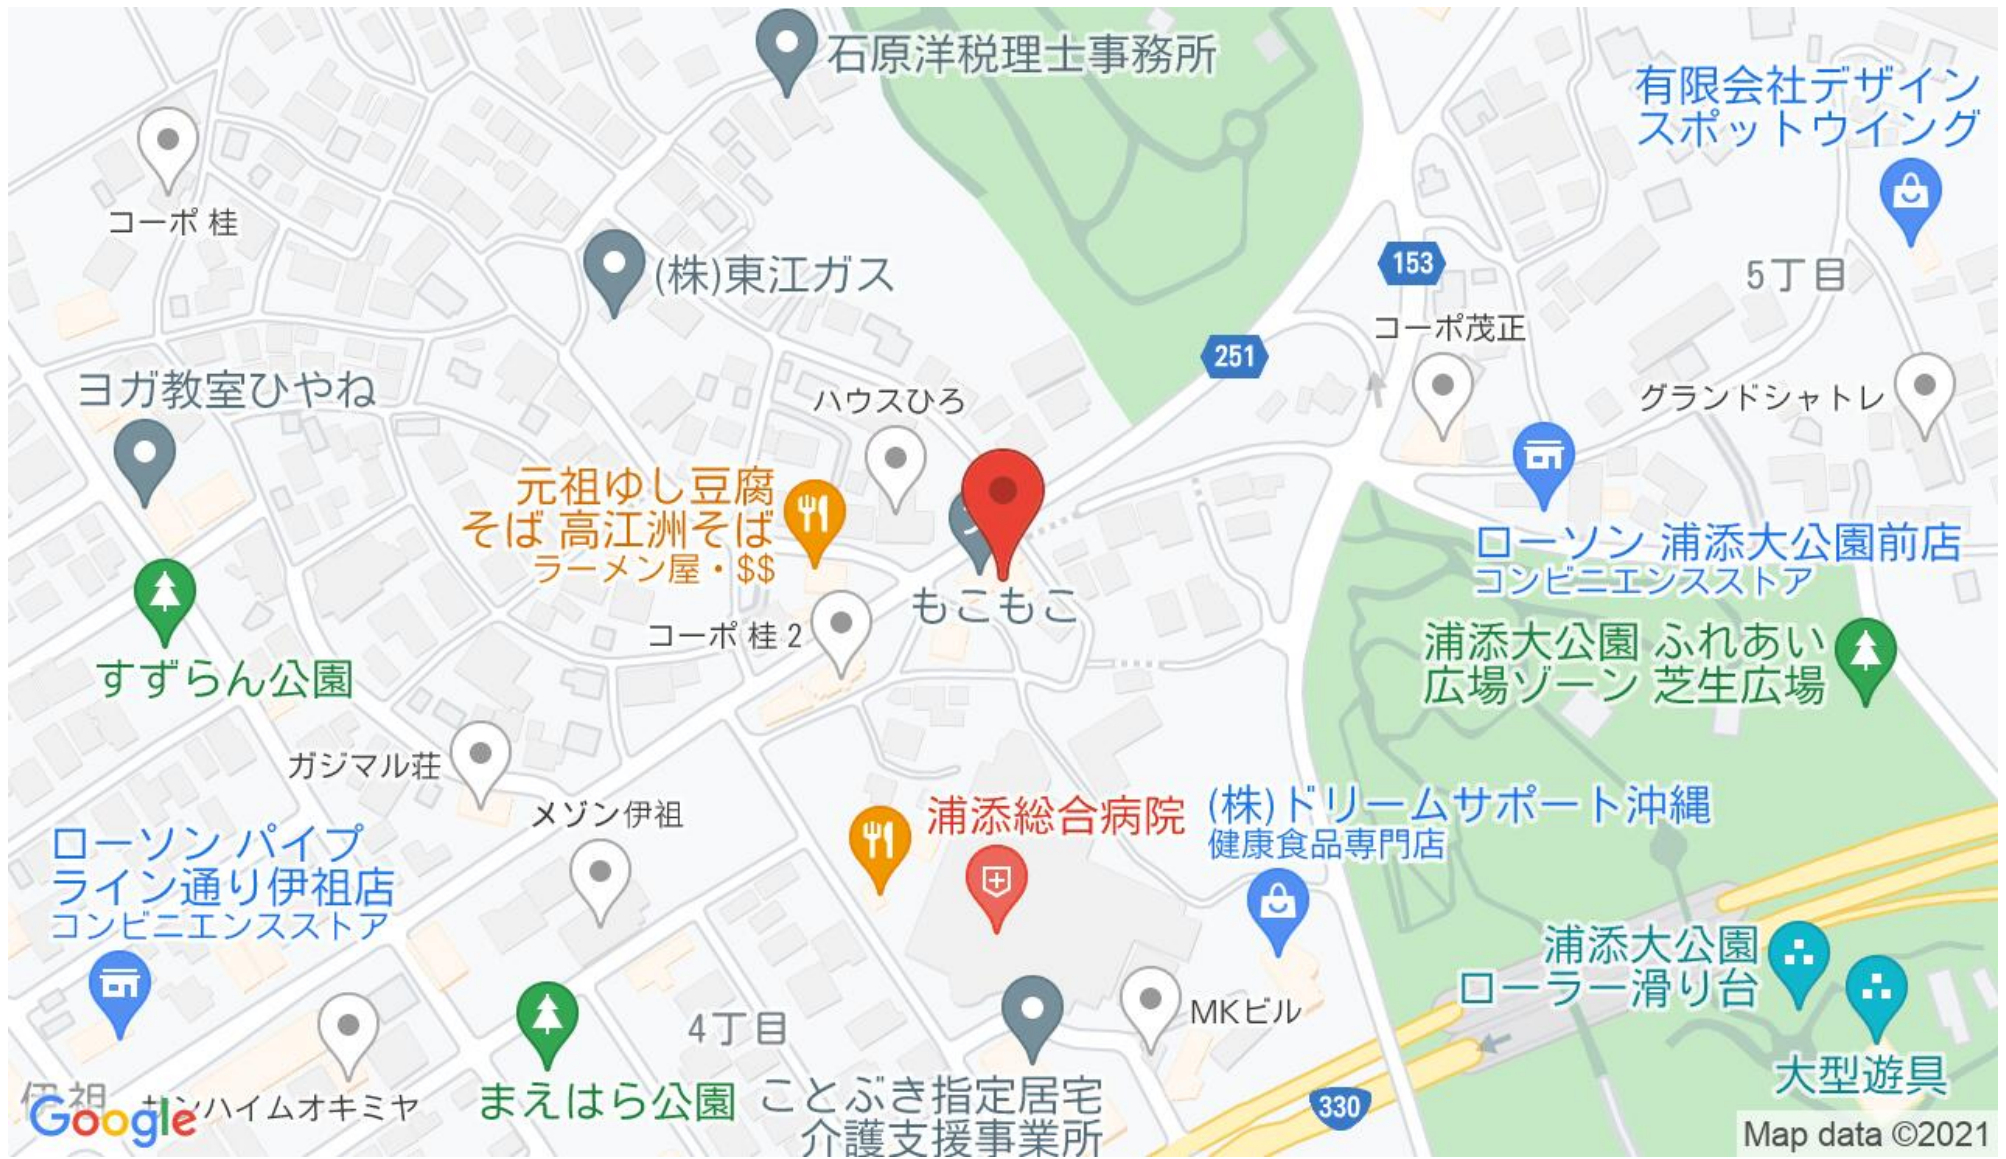 石原洋税理士事務所
有限会社デザイン
スポットウイング
コーポ 桂
(株)東江ガス
153
5丁目
251
コーポ茂正
ヨガ教室ひやね
ハウスひろ
グランドシャトレ
元祖ゆし豆腐
そば 高江洲そば
ラーメン屋・$$
ローソン 浦添大公園前店
コンビニエンスストア
もこもこ
コーポ 桂 2
浦添大公園 ふれあい
広場ゾーン 芝生広場
すずらん公園
ガジマル荘
メゾン伊祖
浦添総合病院
(株)ドリームサポート沖縄
健康食品専門店
ローソン パイプ
ライン通り伊祖店
コンビニエンスストア
浦添大公園
ローラー滑り台
MKビル
4丁目
大型遊具
まえはら公園
ことぶき指定居宅
介護支援事業所
330
伊祖
サンハイムオキミヤ
Google
Map data ©2021